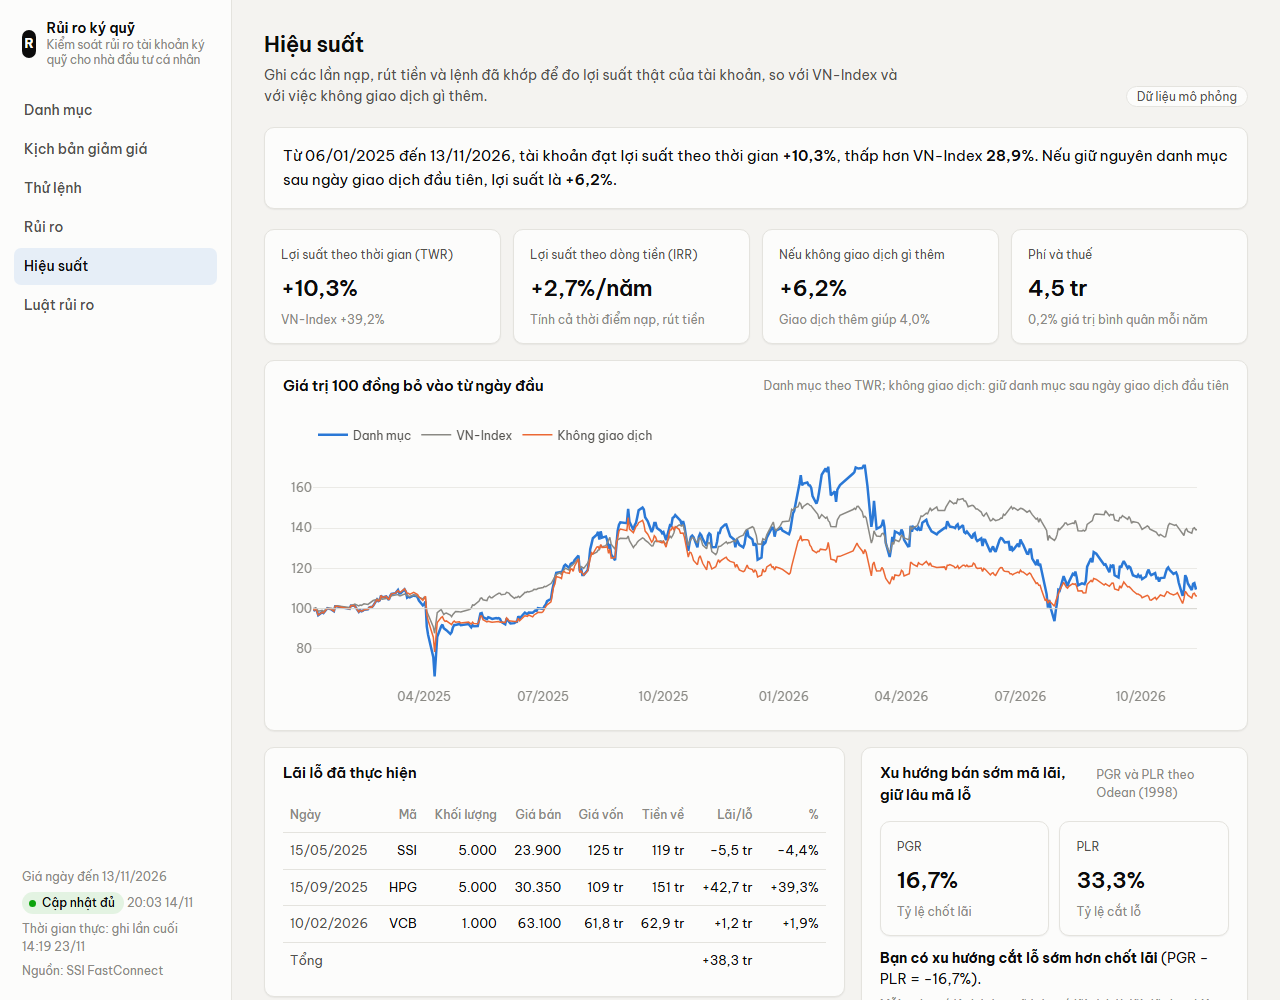 R
Rủi ro ký quỹ
Kiểm soát rủi ro tài khoản ký
quỹ cho nhà đầu tư cá nhân
Danh mục
Kịch bản giảm giá
Thử lệnh
Rủi ro
Hiệu suất
Luật rủi ro
Giá ngày đến 13/11/2026
Cập nhật đủ 20:03 14/11
Thời gian thực: ghi lần cuối
14:19 23/11
Nguồn: SSI FastConnect
Hiệu suất
Ghi các lần nạp, rút tiền và lệnh đã khớp để đo lợi suất thật của tài khoản, so với VN-Index và
với việc không giao dịch gì thêm.
Dữ liệu mô phỏng
Từ 06/01/2025 đến 13/11/2026, tài khoản đạt lợi suất theo thời gian +10,3%, thấp hơn VN-Index 28,9%. Nếu giữ nguyên danh mục
sau ngày giao dịch đầu tiên, lợi suất là +6,2%.
Lợi suất theo thời gian (TWR)
+10,3%
VN-Index +39,2%
Lợi suất theo dòng tiền (IRR)
+2,7%/năm
Tính cả thời điểm nạp, rút tiền
Nếu không giao dịch gì thêm
+6,2%
Giao dịch thêm giúp 4,0%
Phí và thuế
4,5 tr
0,2% giá trị bình quân mỗi năm
Giá trị 100 đồng bỏ vào từ ngày đầu
Danh mục theo TWR; không giao dịch: giữ danh mục sau ngày giao dịch đầu tiên
Danh mục VN-Index Không giao dịch
160
140
120
100
80
04/2025 07/2025 10/2025 01/2026 04/2026 07/2026 10/2026
Lãi lỗ đã thực hiện
Ngày Mã Khối lượng Giá bán Giá vốn Tiền về Lãi/lỗ %
15/05/2025 SSI 5.000 23.900 125 tr 119 tr −5,5 tr −4,4%
15/09/2025 HPG 5.000 30.350 109 tr 151 tr +42,7 tr +39,3%
10/02/2026 VCB 1.000 63.100 61,8 tr 62,9 tr +1,2 tr +1,9%
Tổng +38,3 tr
Xu hướng bán sớm mã lãi,
giữ lâu mã lỗ
PGR và PLR theo
Odean (1998)
PGR
16,7%
Tỷ lệ chốt lãi
PLR
33,3%
Tỷ lệ cắt lỗ
Bạn có xu hướng cắt lỗ sớm hơn chốt lãi (PGR −
PLR = −16,7%).